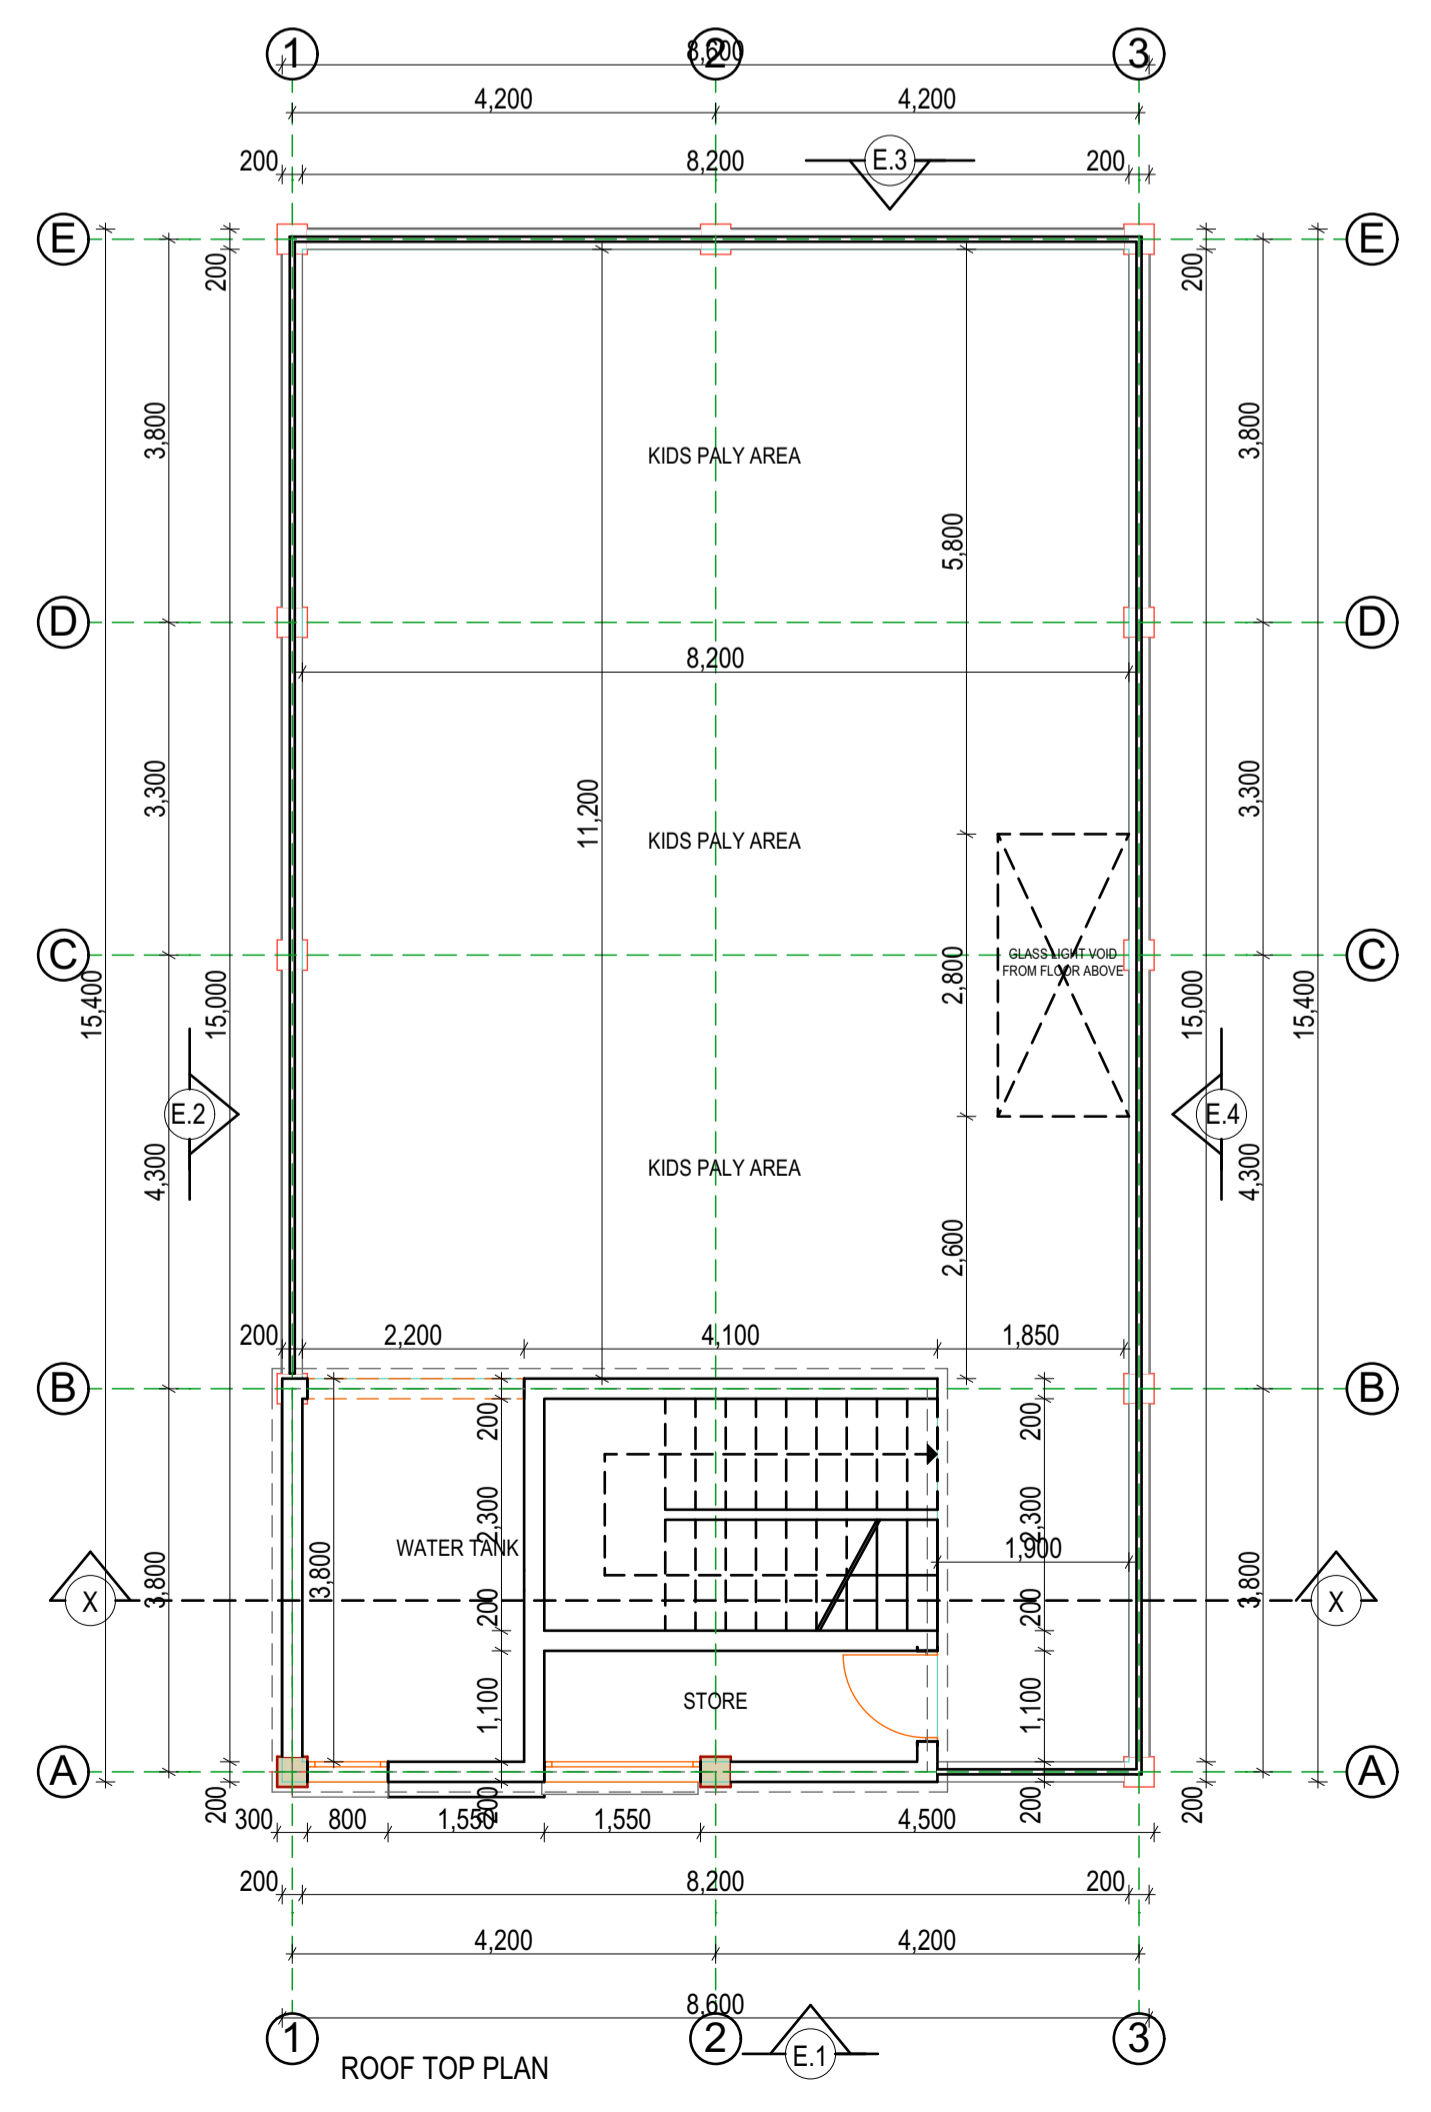 1
2
3
8,600
4,200
4,200
200
8,200
200
E.3
E
E
200
200
3,800
3,800
KIDS PALY AREA
5,800
D
D
8,200
3,300
3,300
11,200
KIDS PALY AREA
C
C
GLASS LIGHT VOID
FROM FLOOR ABOVE
2,800
15,400
15,000
15,000
15,400
E.2
E.4
4,300
4,300
KIDS PALY AREA
2,600
200
2,200
4,100
1,850
B
B
200
200
2,300
2,300
WATER TANK
1,900
3,800
3,800
3,800
X
X
200
200
1,100
1,100
STORE
A
A
200
200
200
200
300
800
1,550
1,550
4,500
200
8,200
200
4,200
4,200
8,600
1
2
3
E.1
ROOF TOP PLAN